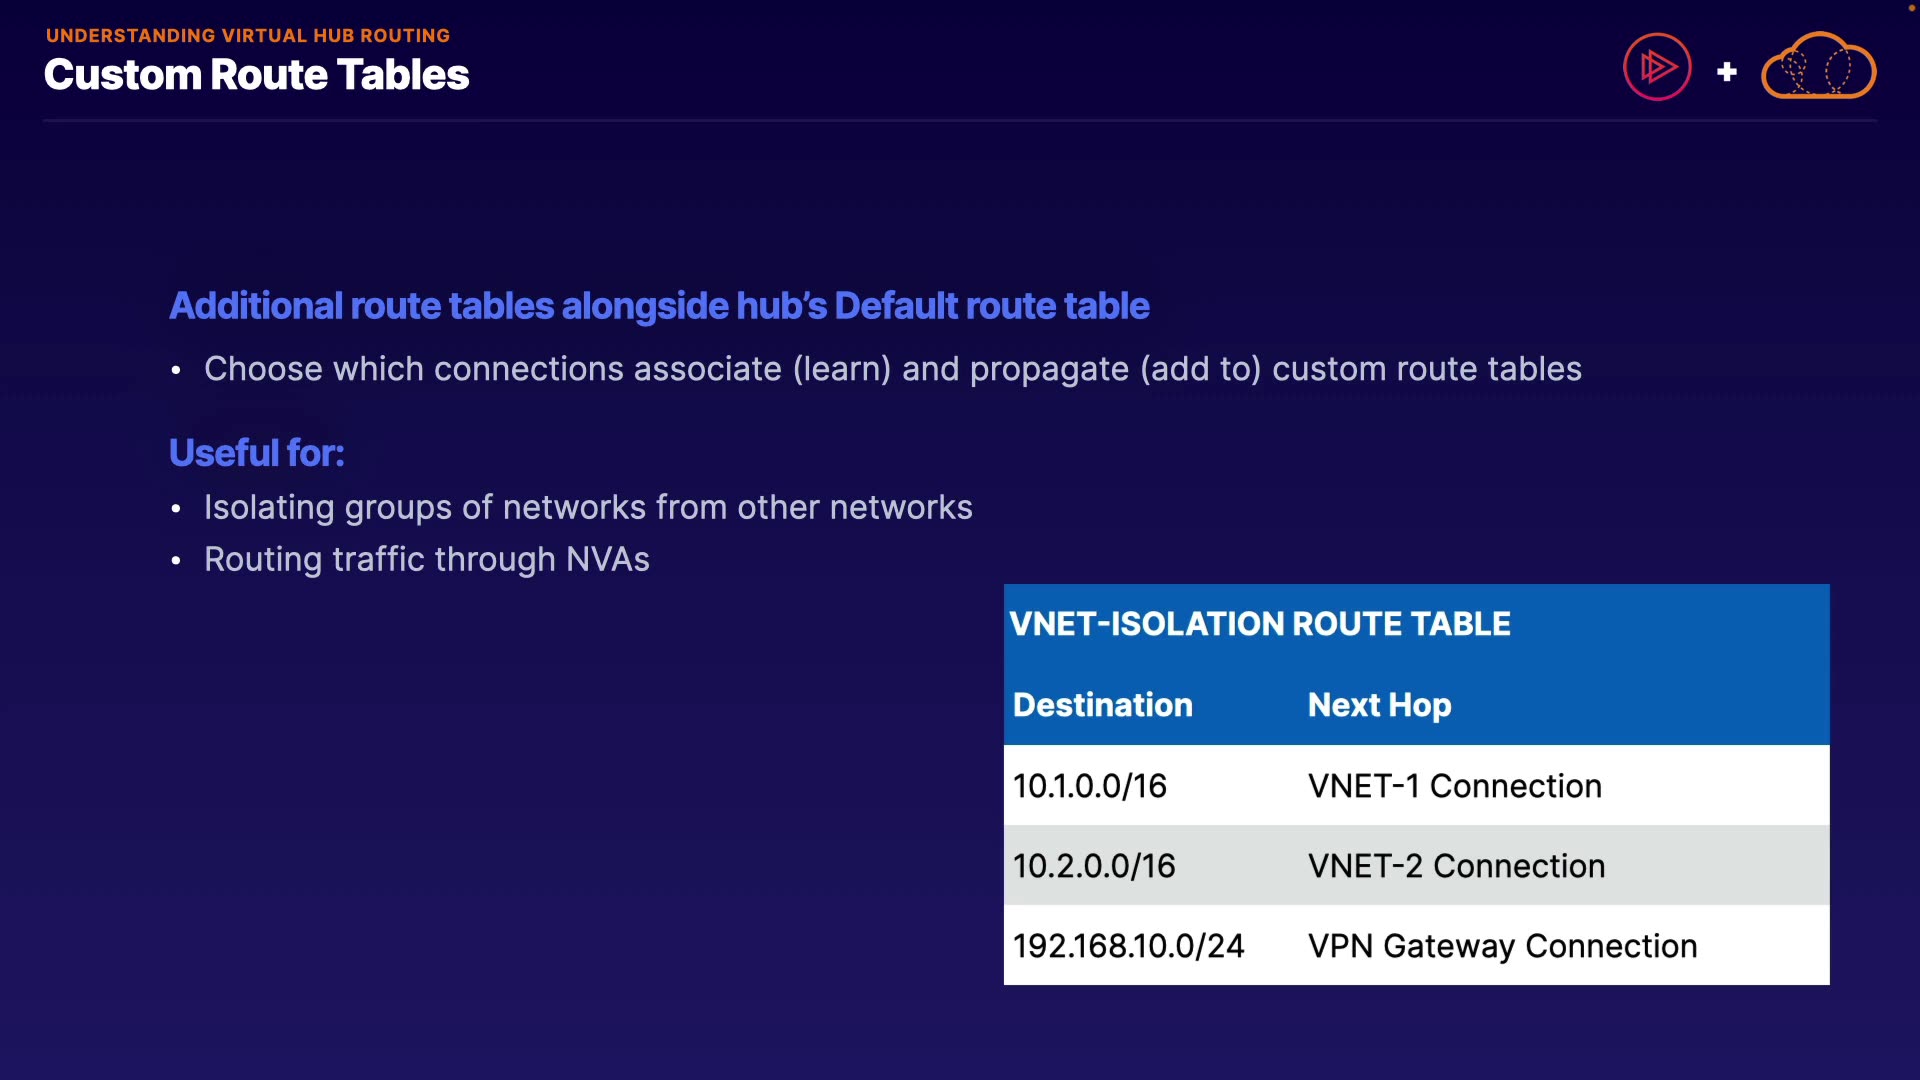 UNDERSTANDING VIRTUAL HUB ROUTING
Custom Route Tables
+
Additional route tables alongside hub’s Default route table
• Choose which connections associate (learn) and propagate (add to) custom route tables
Useful for:
• Isolating groups of networks from other networks
• Routing traffic through NVAs
VNET-ISOLATION ROUTE TABLE
Destination Next Hop
10.1.0.0/16 VNET-1 Connection
10.2.0.0/16 VNET-2 Connection
192.168.10.0/24 VPN Gateway Connection